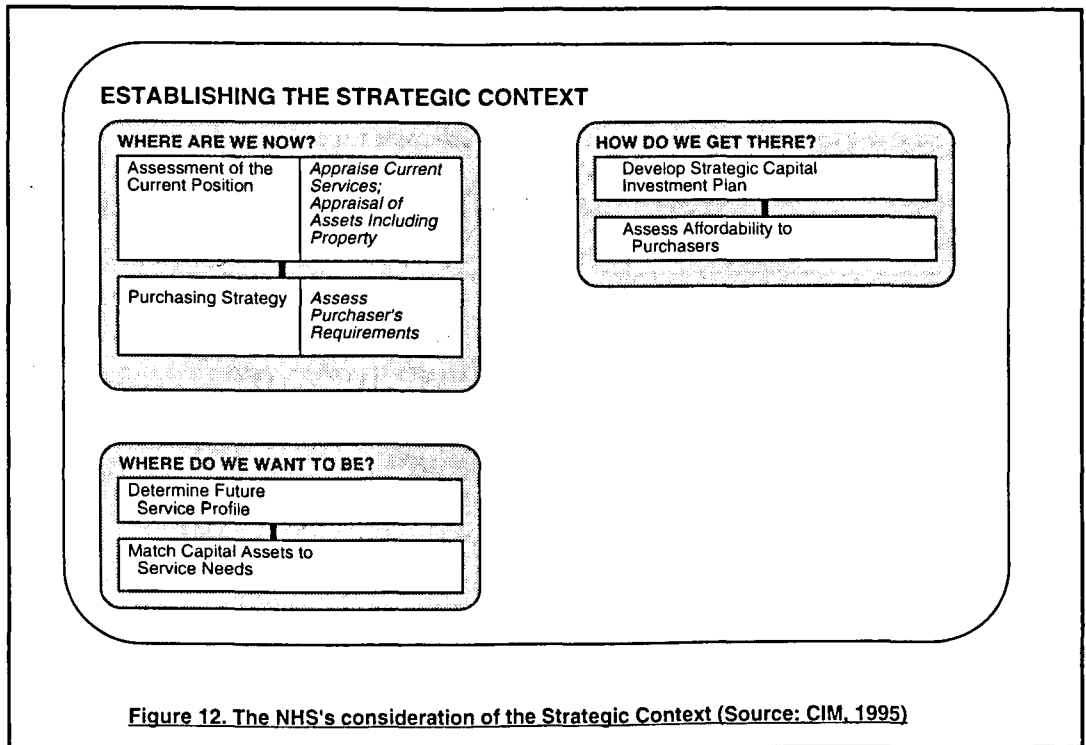 ESTABLISHING THE STRATEGIC CONTEXT
WHERE ARE WE NOW?
Assessment of the
Current Position
Appraise Current
Services;
Appraisal of
Assets Including
Property
Purchasing Strategy
Assess
Purchaser's
Requirements
WHERE DO WE WANT TO BE?
Determine Future
Service Profile
Match Capital Assets to
Service Needs
HOW DO WE GET THERE?
Develop Strategic Capital
Investment Plan
Assess Affordability to
Purchasers
Figure 12. The NHS's consideration of the Strategic Context (Source: CIM, 1995)